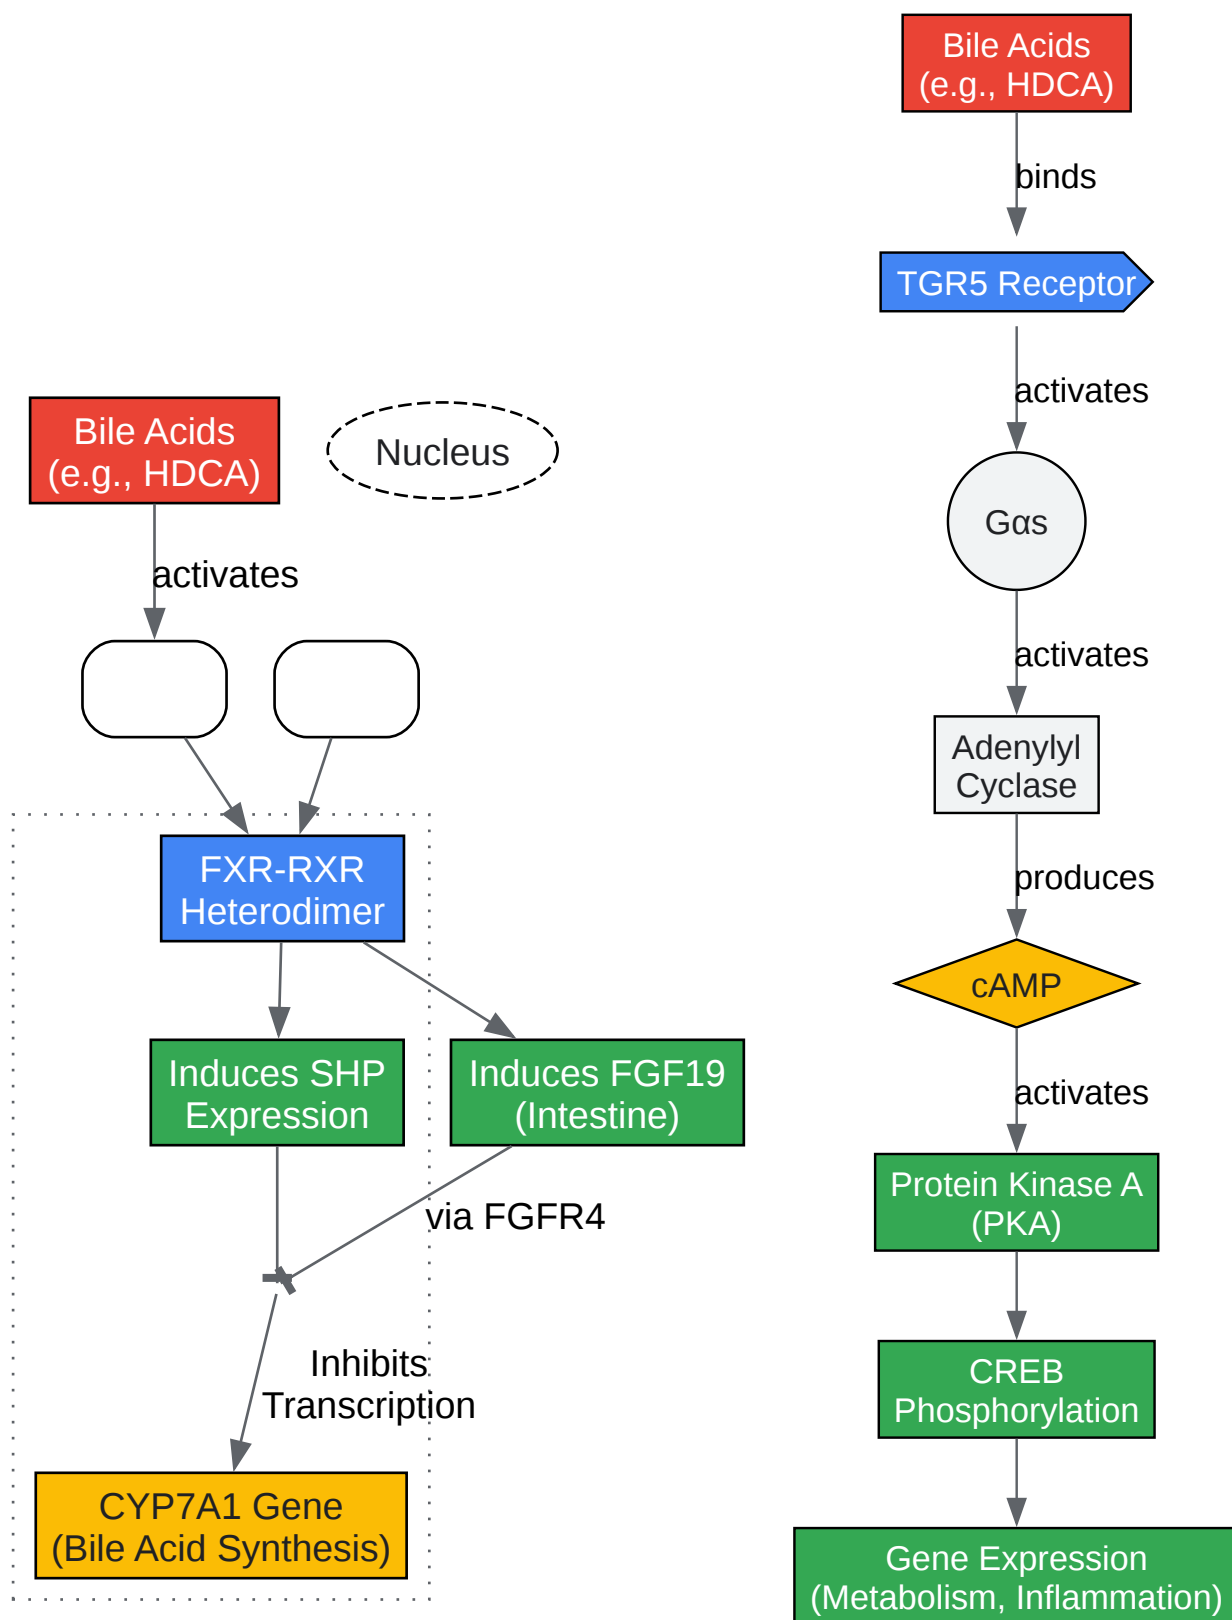 Bile Acids
(e.g., HDCA)
Nucleus
activates
FXR-RXR
Heterodimer
Induces SHP
Expression
Induces FGF19
(Intestine)
via FGFR4
Inhibits
Transcription
CYP7A1 Gene
(Bile Acid Synthesis)
Bile Acids
(e.g., HDCA)
binds
TGR5 Receptor
activates
Gαs
activates
Adenylyl
Cyclase
produces
cAMP
activates
Protein Kinase A
(PKA)
CREB
Phosphorylation
Gene Expression
(Metabolism, Inflammation)